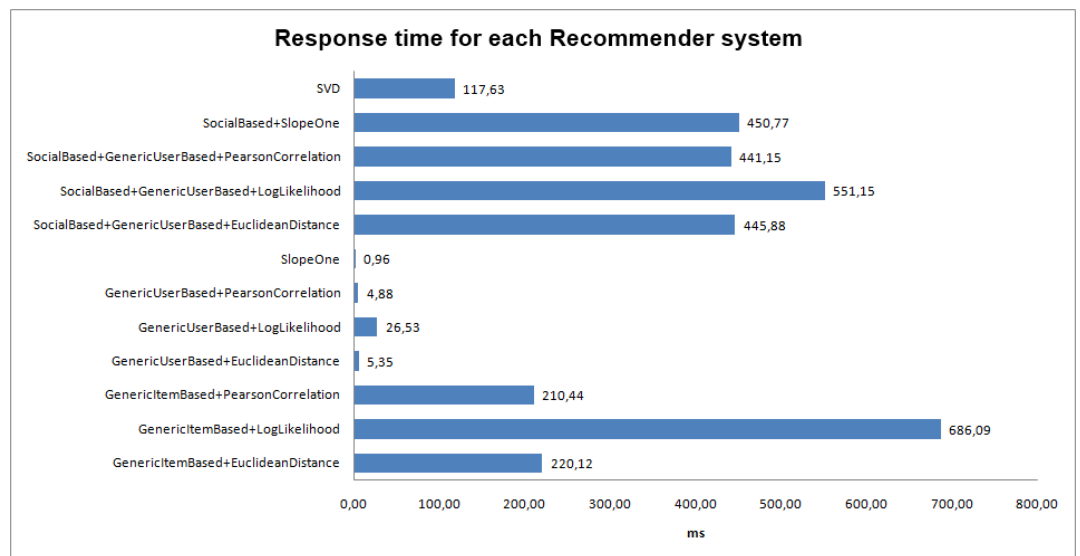 Response time for each Recommender system
SVD 117,63
SocialBased+SlopeOne 450,77
SocialBased+GenericUserBased+PearsonCorrelation 441,15
SocialBased+GenericUserBased+LogLikelihood 551,15
SocialBased+GenericUserBased+EuclideanDistance 445,88
SlopeOne 0,96
GenericUserBased+PearsonCorrelation 4,88
GenericUserBased+LogLikelihood 26,53
GenericUserBased+EuclideanDistance 5,35
GenericItemBased+PearsonCorrelation 210,44
GenericItemBased+LogLikelihood 686,09
GenericItemBased+EuclideanDistance 220,12
0,00 100,00 200,00 300,00 400,00 500,00 600,00 700,00 800,00
ms